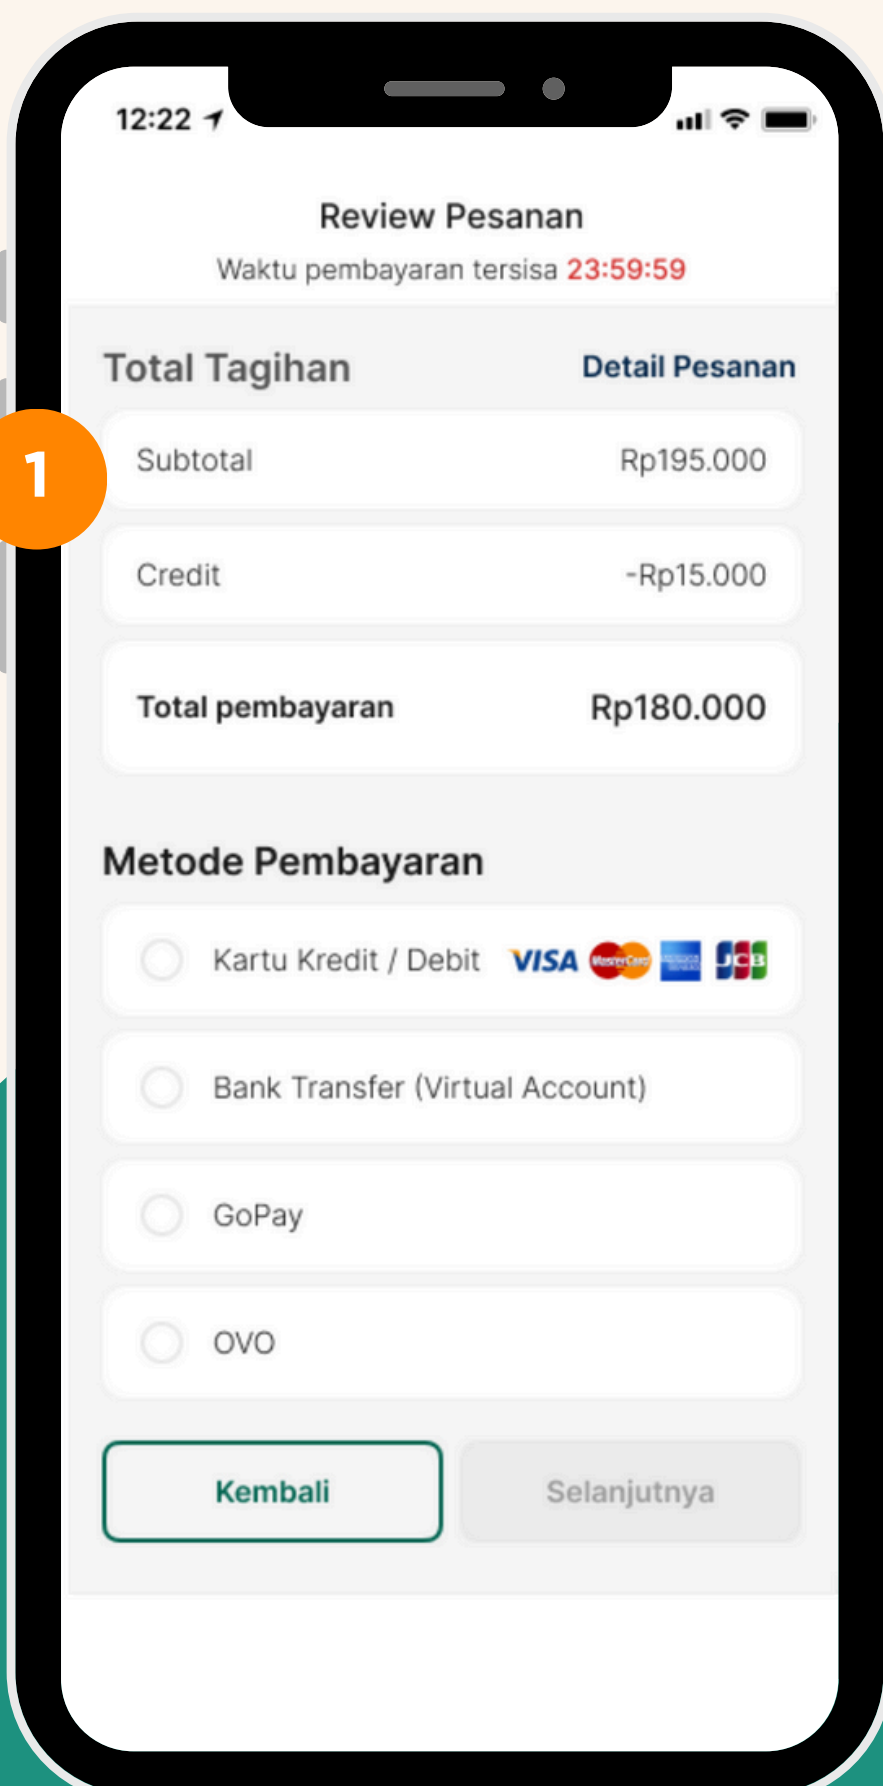 12:22
Review Pesanan
Waktu pembayaran tersisa 23:59:59
Total Tagihan Detail Pesanan
1
Subtotal Rp195.000
Credit -Rp15.000
Total pembayaran Rp180.000
Metode Pembayaran
Kartu Kredit / Debit VISA MasterCard JCB
Bank Transfer (Virtual Account)
GoPay
OVO
Kembali Selanjutnya